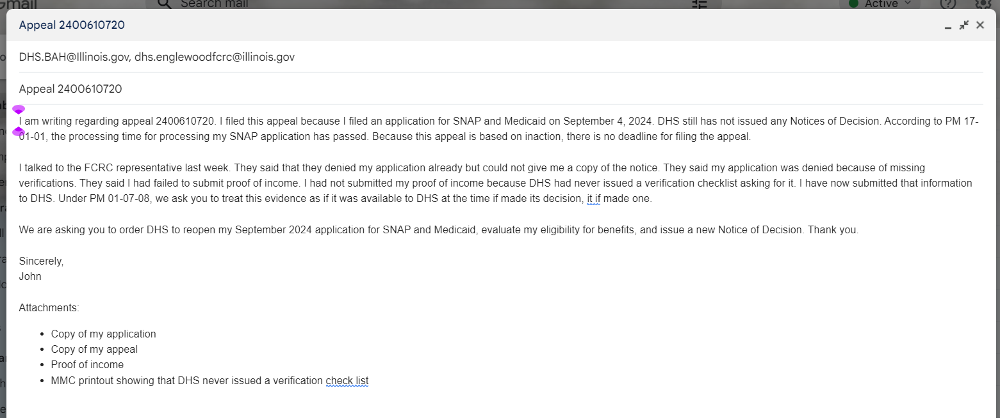 Gmail
Search mail
Active
Appeal 2400610720
DHS.BAH@Illinois.gov, dhs.englewoodfcrc@illinois.gov
Appeal 2400610720
I am writing regarding appeal 2400610720. I filed this appeal because I filed an application for SNAP and Medicaid on September 4, 2024. DHS still has not issued any Notices of Decision. According to PM 17-
01-01, the processing time for processing my SNAP application has passed. Because this appeal is based on inaction, there is no deadline for filing the appeal.
I talked to the FCRC representative last week. They said that they denied my application already but could not give me a copy of the notice. They said my application was denied because of missing
verifications. They said I had failed to submit proof of income. I had not submitted my proof of income because DHS had never issued a verification checklist asking for it. I have now submitted that information
to DHS. Under PM 01-07-08, we ask you to treat this evidence as if it was available to DHS at the time if made its decision, it if made one.
We are asking you to order DHS to reopen my September 2024 application for SNAP and Medicaid, evaluate my eligibility for benefits, and issue a new Notice of Decision. Thank you.
Sincerely,
John
Attachments:
• Copy of my application
• Copy of my appeal
• Proof of income
• MMC printout showing that DHS never issued a verification check list